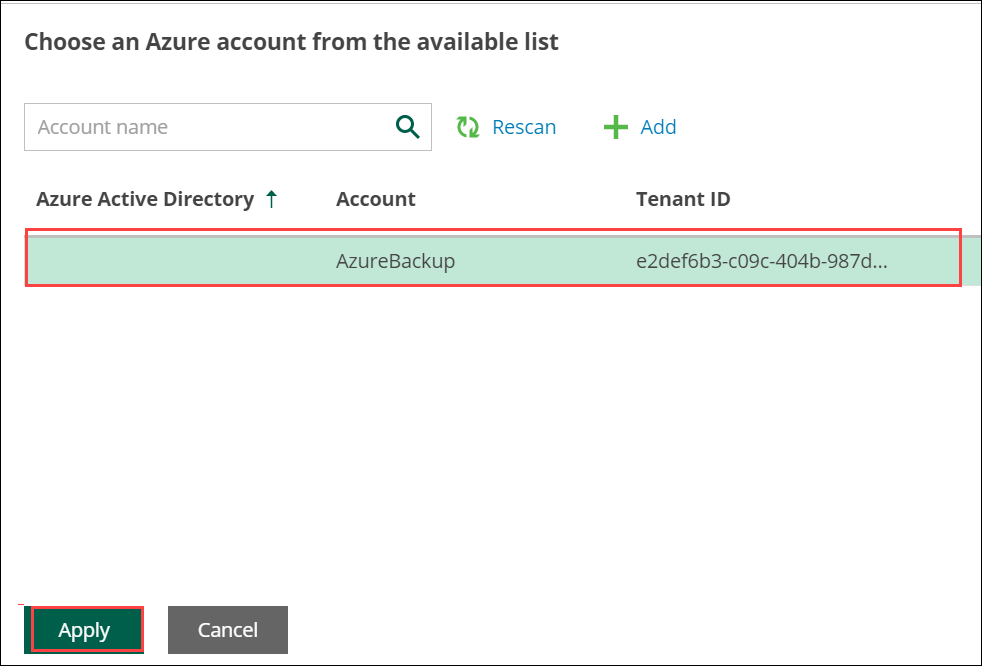 Choose an Azure account from the available list
Account name Rescan Add
Azure Active Directory Account Tenant ID
AzureBackup e2def6b3-c09c-404b-987d...
Apply Cancel